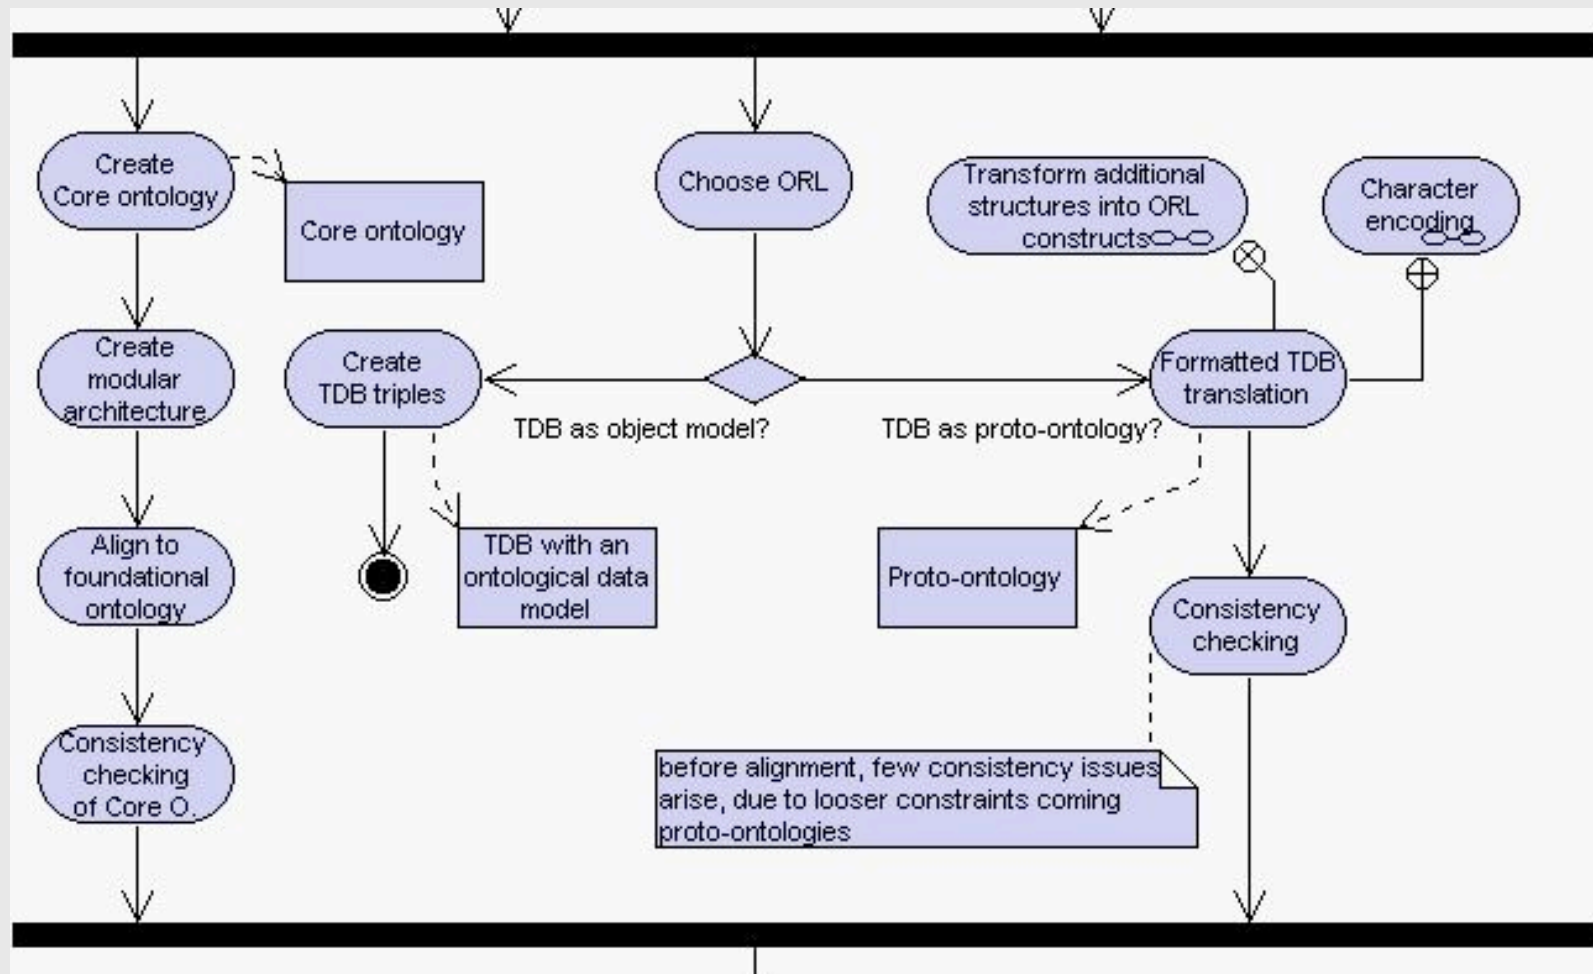 Create
Core ontology
Core ontology
Choose ORL
Transform additional
structures into ORL
constructs
Character
encoding
Create
modular
architecture
Create
TDB triples
TDB as object model?
TDB as proto-ontology?
Formatted TDB
translation
Align to
foundational
ontology
TDB with an
ontological data
model
Proto-ontology
Consistency
checking
Consistency
checking
of Core O.
before alignment, few consistency issues
arise, due to looser constraints coming
proto-ontologies